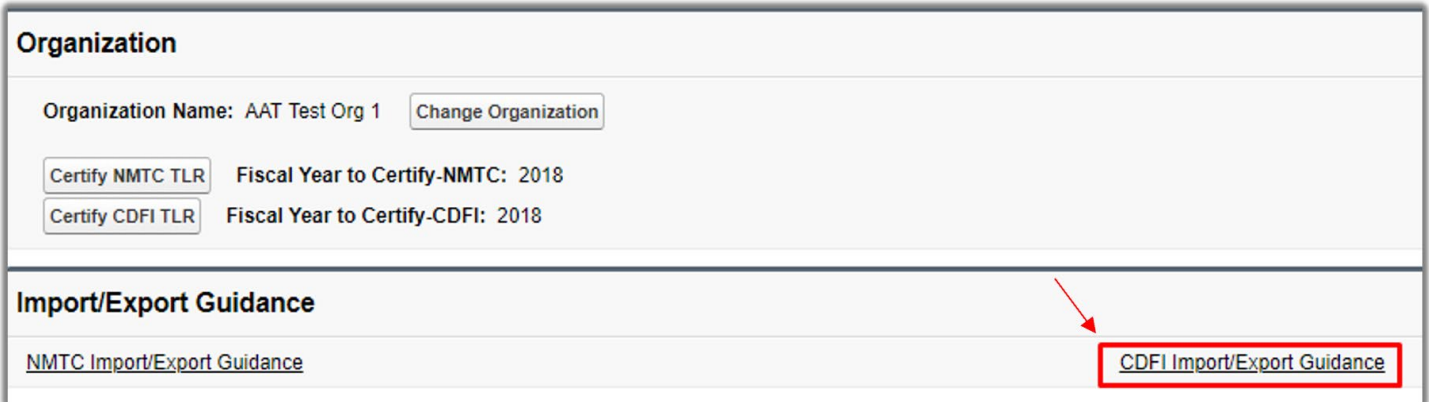 Organization
Organization Name: AAT Test Org 1 Change Organization
Certify NMTC TLR Fiscal Year to Certify-NMTC: 2018
Certify CDFI TLR Fiscal Year to Certify-CDFI: 2018
Import/Export Guidance
NMTC Import/Export Guidance CDFI Import/Export Guidance